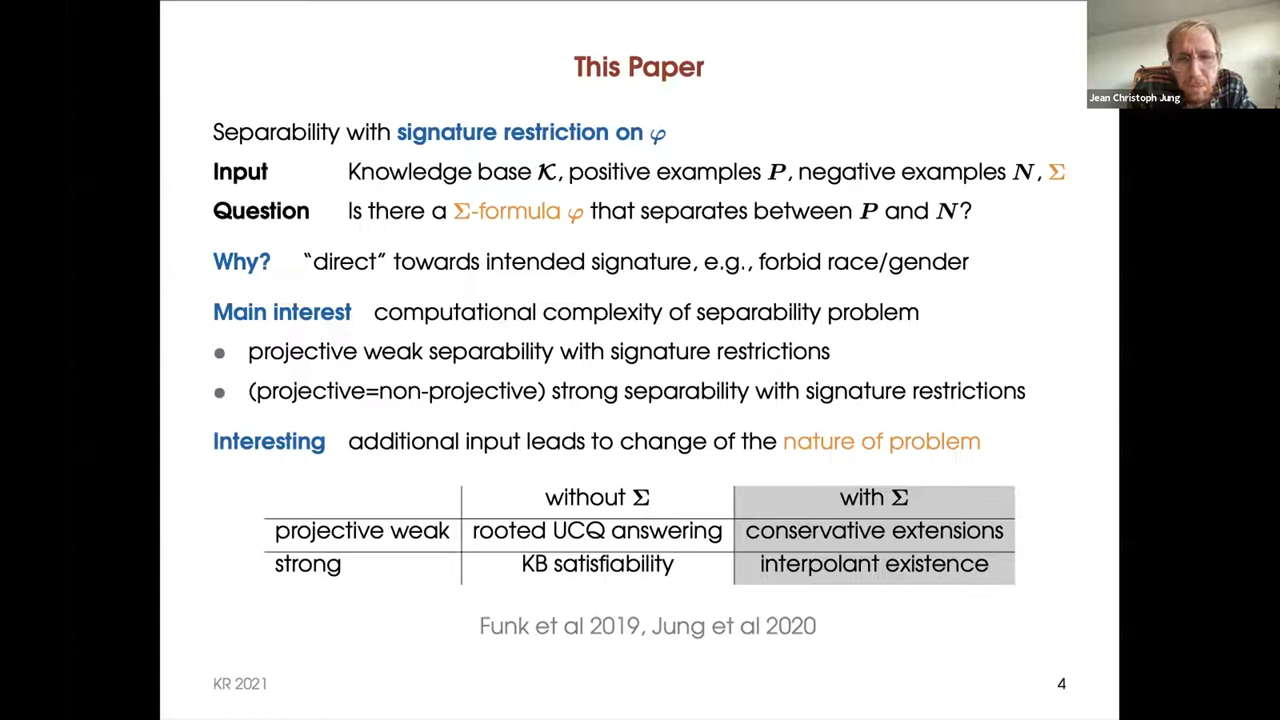 This Paper
Jean Christoph Jung
Separability with signature restriction on φ
Input Knowledge base 𝒦, positive examples P, negative examples N, Σ
Question Is there a Σ-formula φ that separates between P and N?
Why? “direct” towards intended signature, e.g., forbid race/gender
Main interest computational complexity of separability problem
• projective weak separability with signature restrictions
• (projective=non-projective) strong separability with signature restrictions
Interesting additional input leads to change of the nature of problem
without Σ with Σ
projective weak rooted UCQ answering conservative extensions
strong KB satisfiability interpolant existence
Funk et al 2019, Jung et al 2020
KR 2021 4